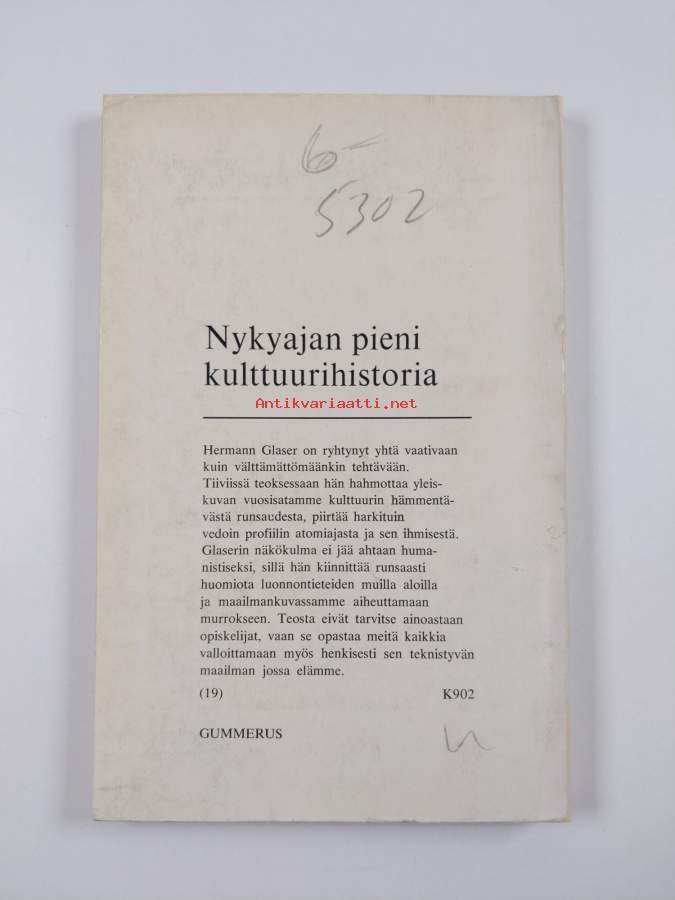 6-
5302
Nykyajan pieni
kulttuurihistoria
Antikvariaatti.net
Hermann Glaser on ryhtynyt yhtä vaativaan
kuin välttämättömäänkin tehtävään.
Tiiviissä teoksessaan hän hahmottaa yleis-
kuvan vuosisatamme kulttuurin hämmentä-
västä runsaudesta, piirtää harkituin
vedoin profiilin atomiajasta ja sen ihmisestä.
Glaserin näkökulma ei jää ahtaan huma-
nistiseksi, sillä hän kiinnittää runsaasti
huomiota luonnontieteiden muilla aloilla
ja maailmankuvassamme aiheuttamaan
murrokseen. Teosta eivät tarvitse ainoastaan
opiskelijat, vaan se opastaa meitä kaikkia
valloittamaan myös henkisesti sen teknistyvän
maailman jossa elämme.
(19) K902
GUMMERUS